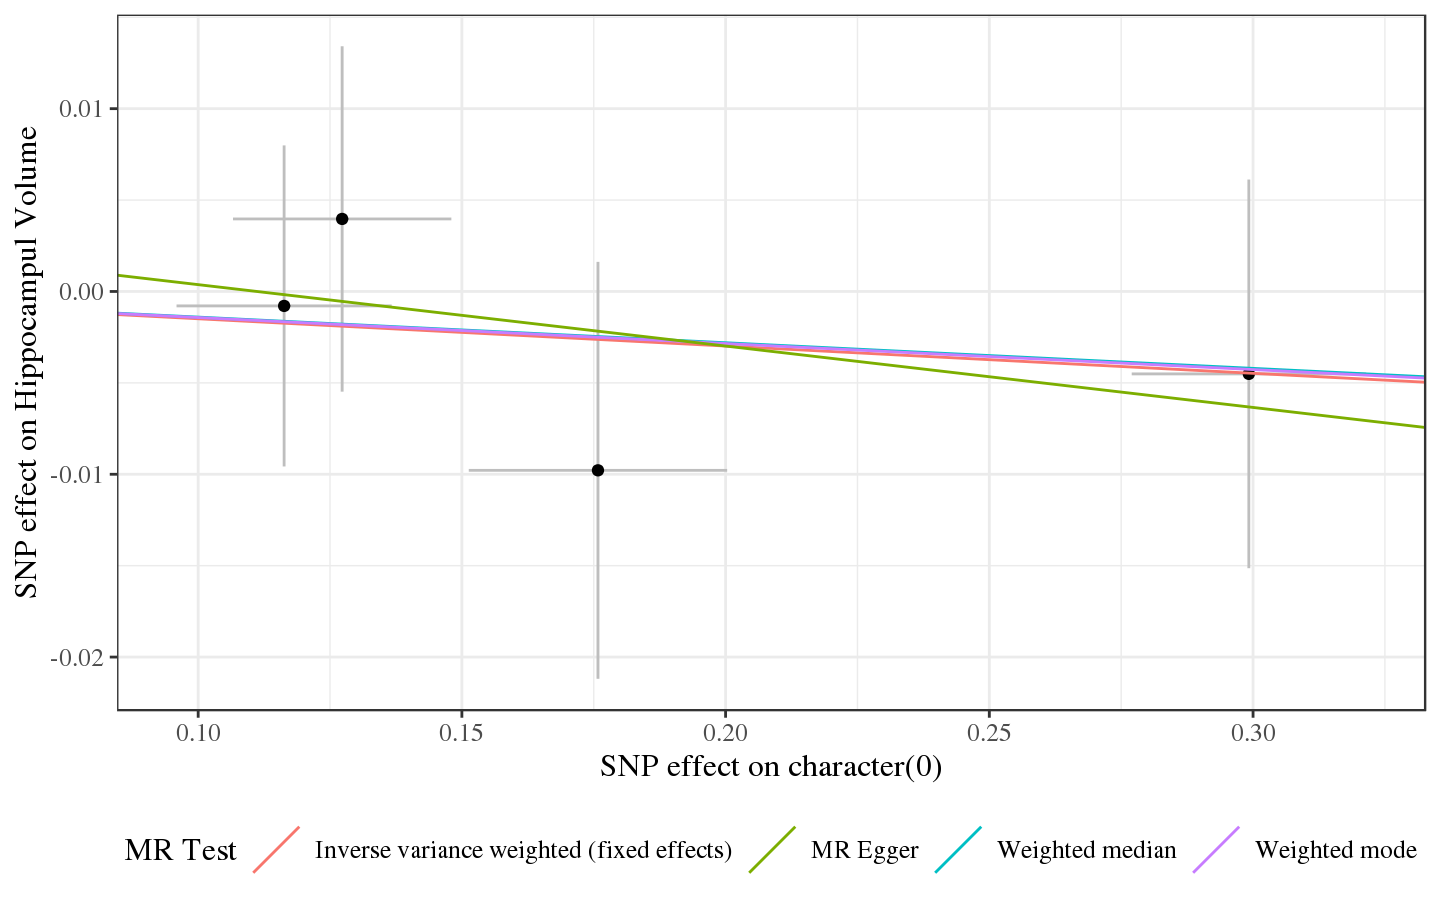 SNP effect on Hippocampul Volume
0.01
0.00
-0.01
-0.02
0.10 0.15 0.20 0.25 0.30
SNP effect on character(0)
MR Test Inverse variance weighted (fixed effects) MR Egger Weighted median Weighted mode